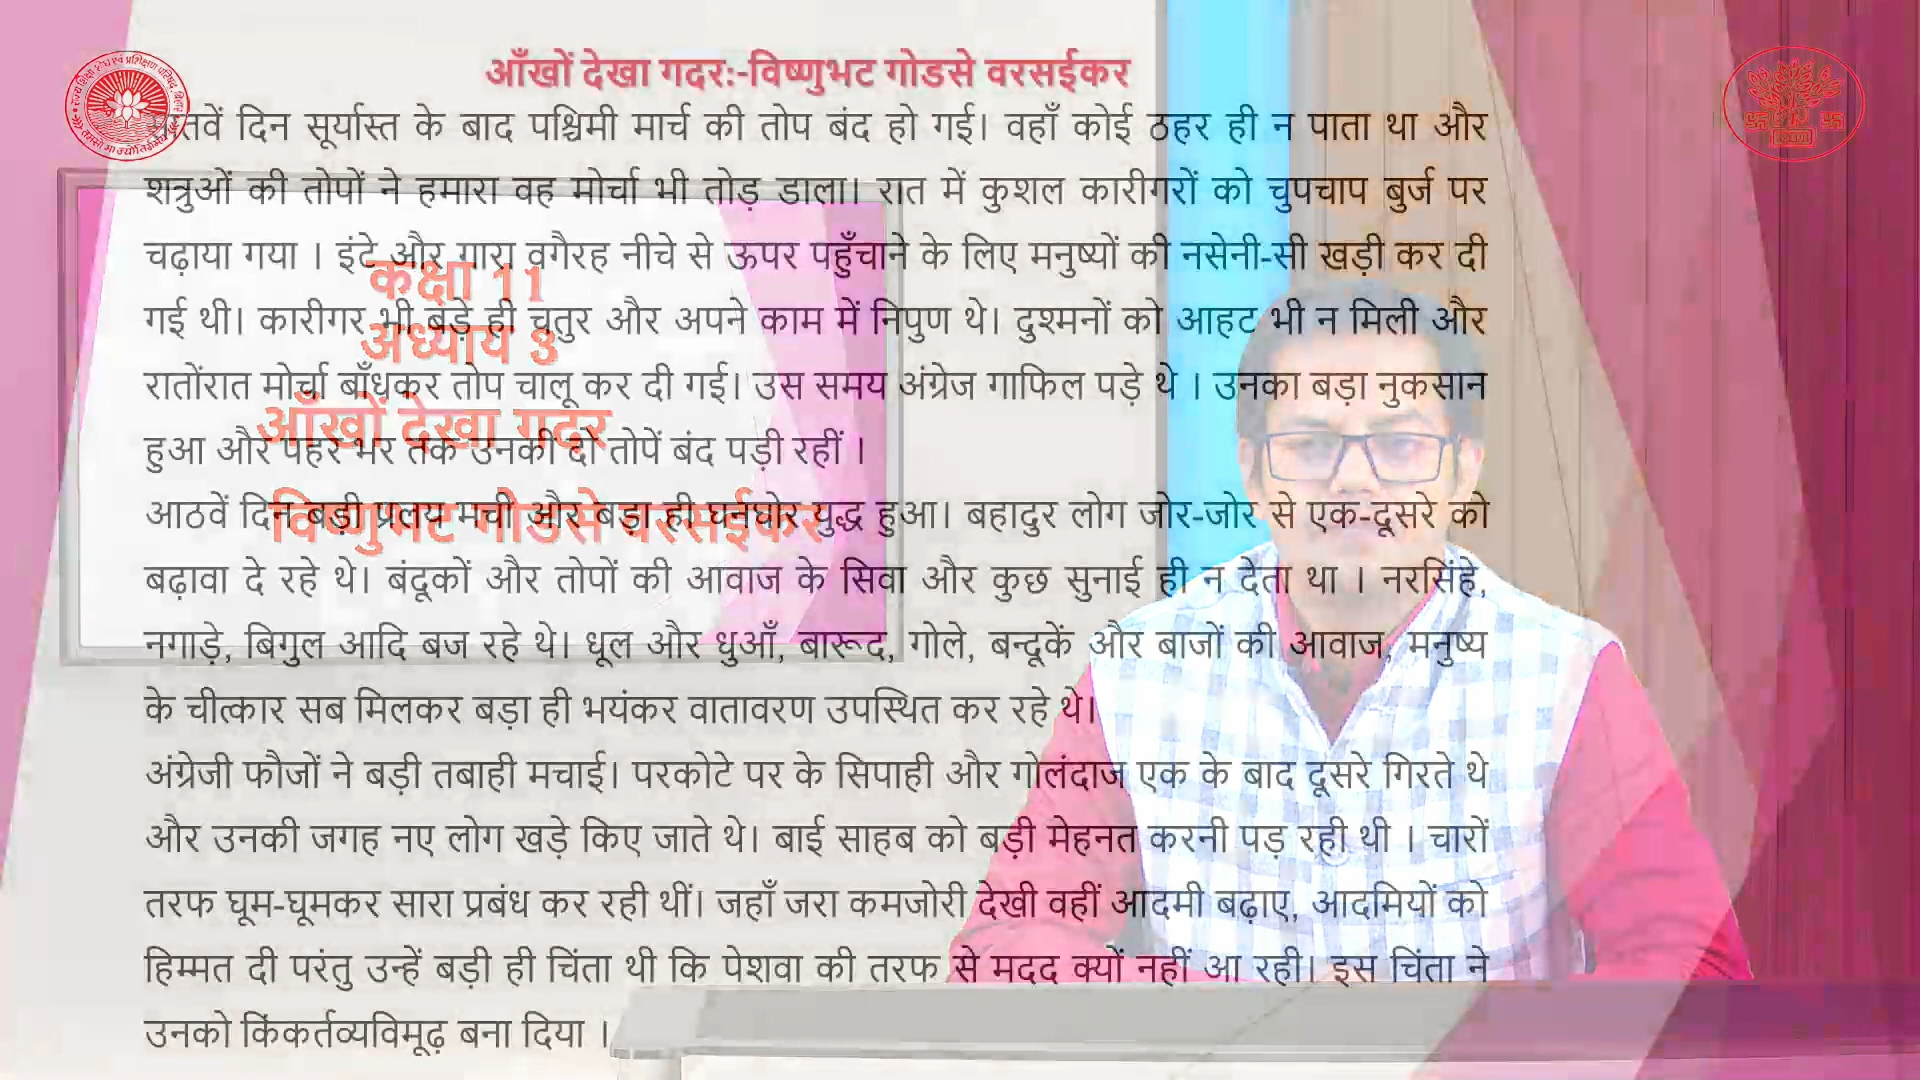 आँखों देखा गदर:-विष्णुभट गोडसे वरसईकर
दिन सूर्यास्त के बाद पश्चिमी मार्च की तोप बंद हो गई। वहाँ कोई ठहर ही न पाता था और
शत्रुओं की तोपों ने हमारा वह मोर्चा भी तोड़ डाला। रात में कुशल कारीगरों को चुपचाप बुर्ज पर
चढ़ाया गया । इंटे और गारा वगैरह नीचे से ऊपर पहुँचाने के लिए मनुष्यों की नसेनी-सी खड़ी कर दी
गई थी। कारीगर भी बड़े ही चतुर और अपने काम में निपुण थे। दुश्मनों को आहट भी न मिली और
रातोंरात मोर्चा बाँधकर तोप चालू कर दी गई। उस समय अंग्रेज गाफिल पड़े थे । उनका बड़ा नुकसान
हुआ और पहर भर तक उनकी दो तोपें बंद पड़ी रहीं ।
आठवें दिन बड़ी प्रलय मची और बड़ा ही घनघोर युद्ध हुआ। बहादुर लोग जोर-जोर से एक-दूसरे को
बढ़ावा दे रहे थे। बंदूकों और तोपों की आवाज के सिवा और कुछ सुनाई ही न देता था । नरसिंहे,
नगाड़े, बिगुल आदि बज रहे थे। धूल और धुआँ, बारूद, गोले, बन्दूकें और बाजों की आवाज, मनुष्य
के चीत्कार सब मिलकर बड़ा ही भयंकर वातावरण उपस्थित कर रहे थे।
अंग्रेजी फौजों ने बड़ी तबाही मचाई। परकोटे पर के सिपाही और गोलंदाज एक के बाद दूसरे गिरते थे
और उनकी जगह नए लोग खड़े किए जाते थे। बाई साहब को बड़ी मेहनत करनी पड़ रही थी । चारों
तरफ घूम-घूमकर सारा प्रबंध कर रही थीं। जहाँ जरा कमजोरी देखी वहीं आदमी बढ़ाए, आदमियों को
हिम्मत दी परंतु उन्हें बड़ी ही चिंता थी कि पेशवा की तरफ से मदद क्यों नहीं आ रही। इस चिंता ने
उनको किंकर्तव्यविमूढ़ बना दिया ।
कक्षा 11
अध्याय 3
आँखों देखा गदर
विष्णुभट गोडसे वरसईकर